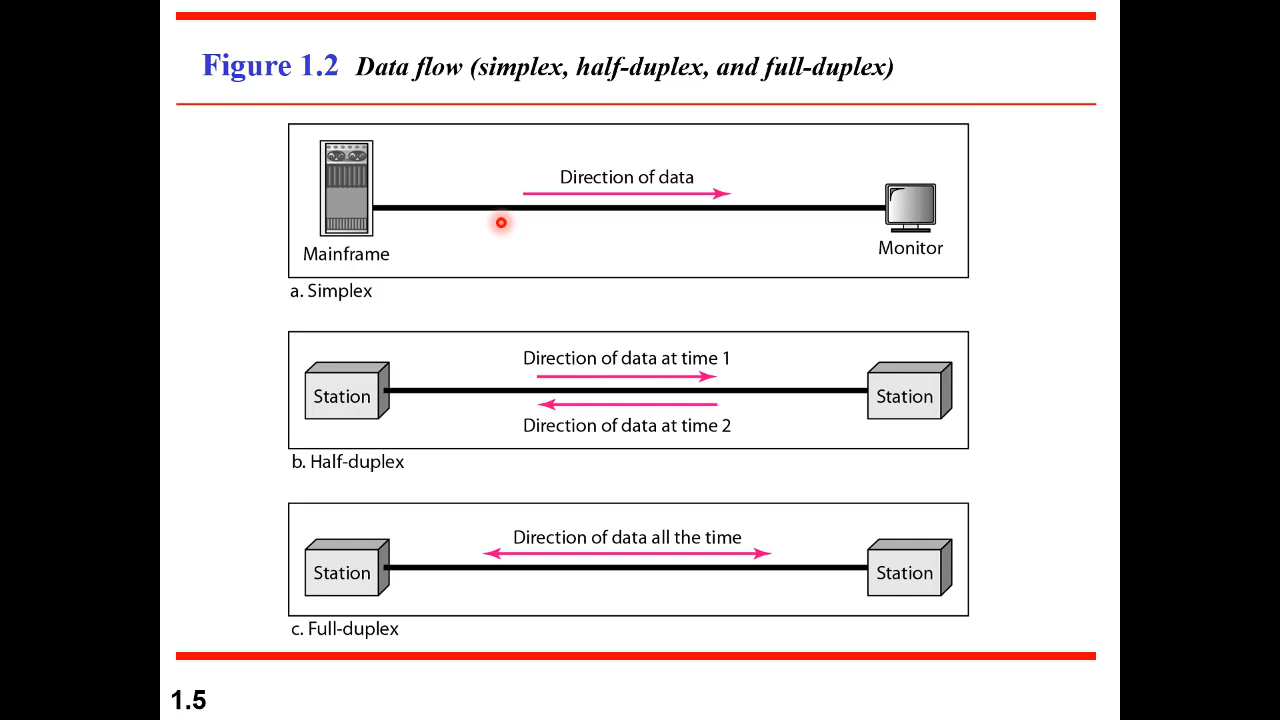 Figure 1.2 Data flow (simplex, half-duplex, and full-duplex)
Direction of data
Mainframe
Monitor
a. Simplex
Direction of data at time 1
Station
Station
Direction of data at time 2
b. Half-duplex
Direction of data all the time
Station
Station
c. Full-duplex
1.5